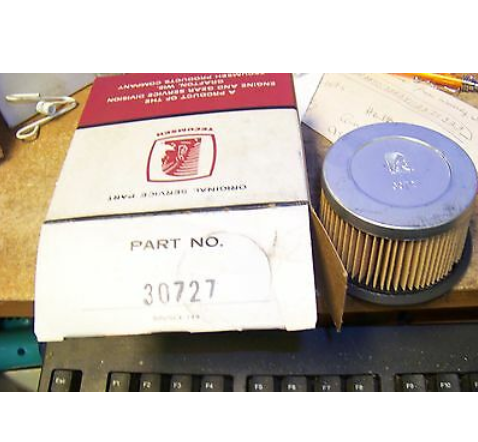 TECUMSEH PRODUCTS COMPANY
GRAFTON, WIS.
ENGINE AND GEAR SERVICE DIVISION
A PRODUCT OF THE
TECUMSEH
ORIGINAL SERVICE PART
PART NO.
30727
Esc
F1
F2
F3
F4
F5
F6
F7
F8
F9
F10